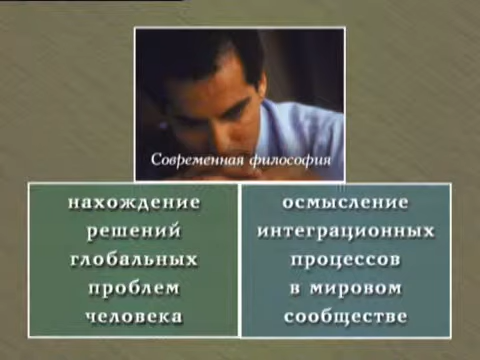 Современная философия
нахождение
решений
глобальных
проблем
человека
осмысление
интеграционных
процессов
в мировом
сообществе